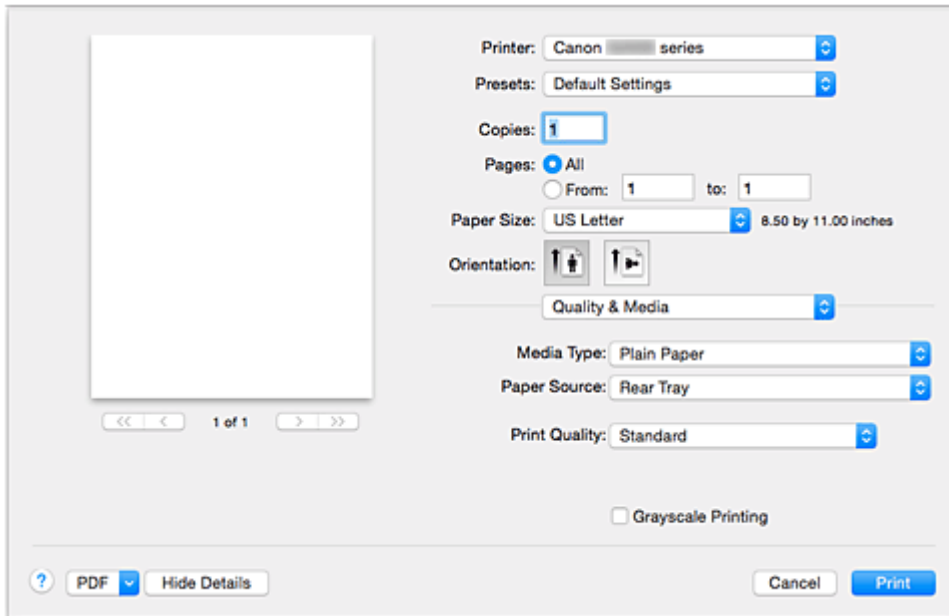 Printer: Canon series
Presets: Default Settings
Copies: 1
Pages: All
From: 1 to: 1
Paper Size: US Letter 8.50 by 11.00 inches
Orientation:
Quality & Media
Media Type: Plain Paper
Paper Source: Rear Tray
1 of 1
Print Quality: Standard
Grayscale Printing
? PDF Hide Details Cancel Print